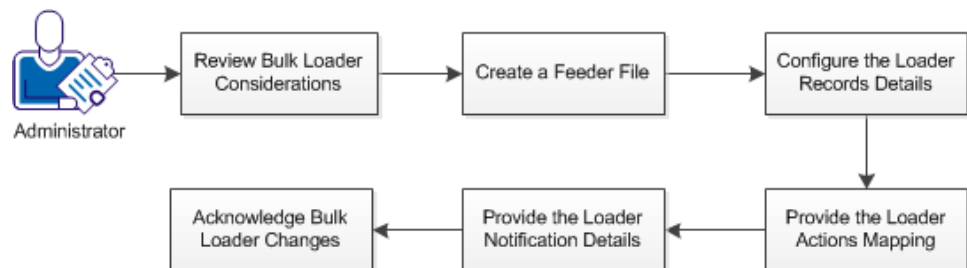 Administrator
Review Bulk Loader
Considerations
Create a Feeder File
Configure the Loader
Records Details
Provide the Loader
Actions Mapping
Provide the Loader
Notification Details
Acknowledge Bulk
Loader Changes